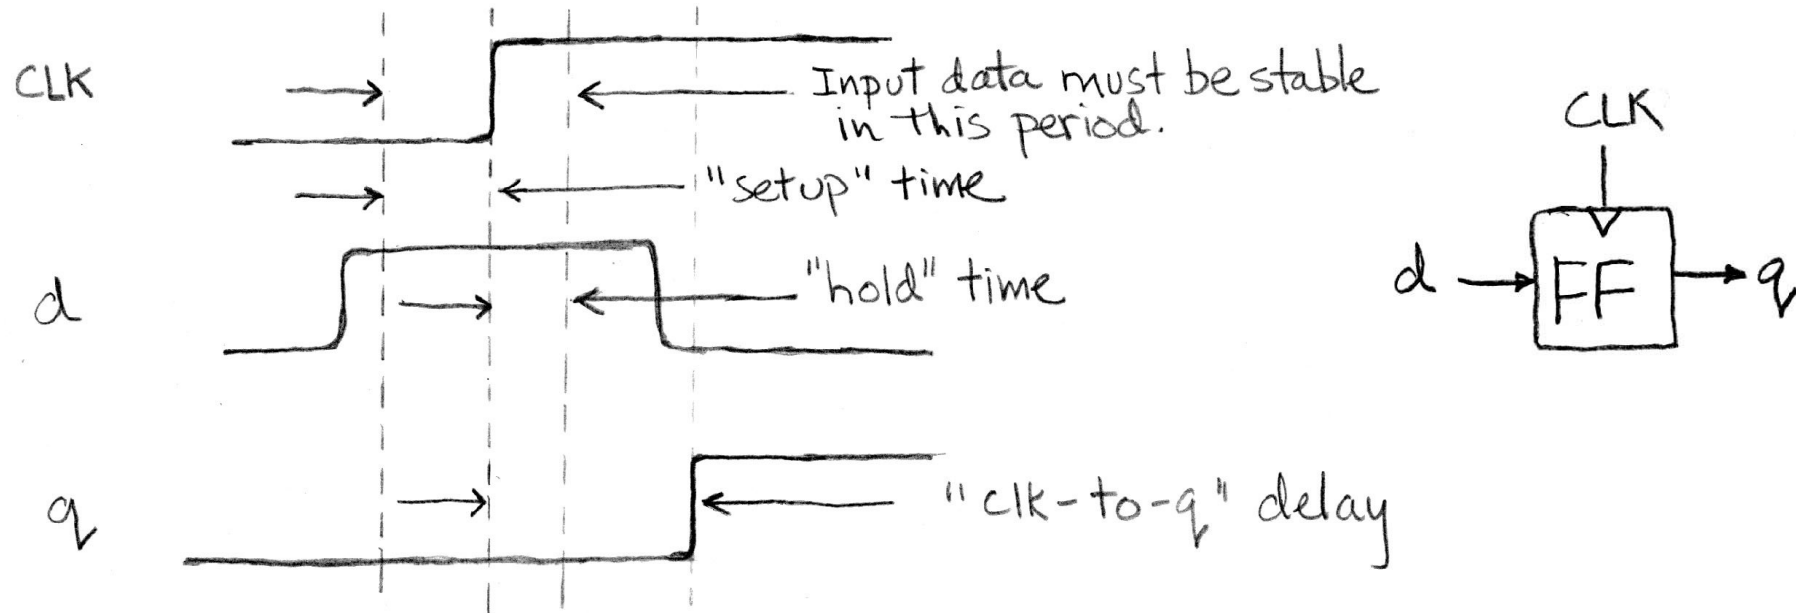 CLK
Input data must be stable
in this period.
"setup" time
d
"hold" time
q
"clk-to-q" delay
CLK
d
FF
q